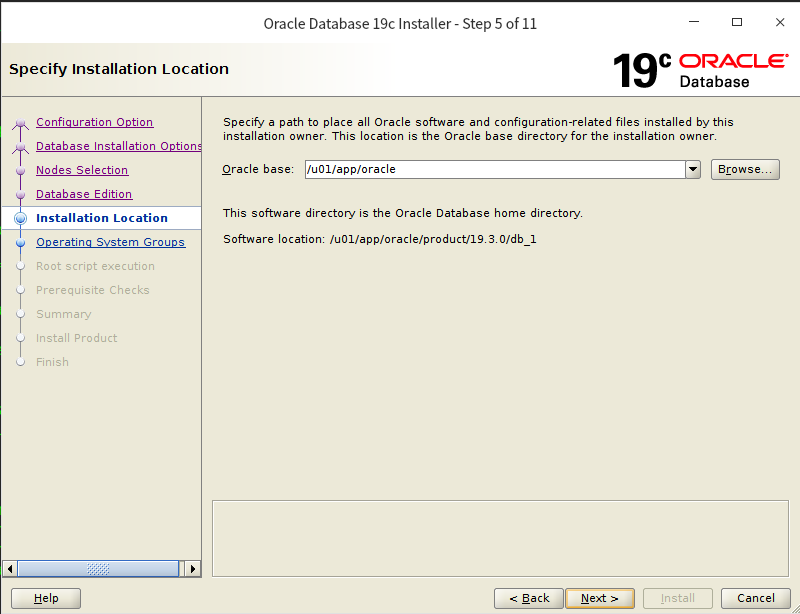 Oracle Database 19c Installer - Step 5 of 11
Specify Installation Location
19c ORACLE
Database
Configuration Option
Database Installation Options
Nodes Selection
Database Edition
Installation Location
Operating System Groups
Root script execution
Prerequisite Checks
Summary
Install Product
Finish
Specify a path to place all Oracle software and configuration-related files installed by this
installation owner. This location is the Oracle base directory for the installation owner.
Oracle base: /u01/app/oracle Browse...
This software directory is the Oracle Database home directory.
Software location: /u01/app/oracle/product/19.3.0/db_1
Help < Back Next > Install Cancel